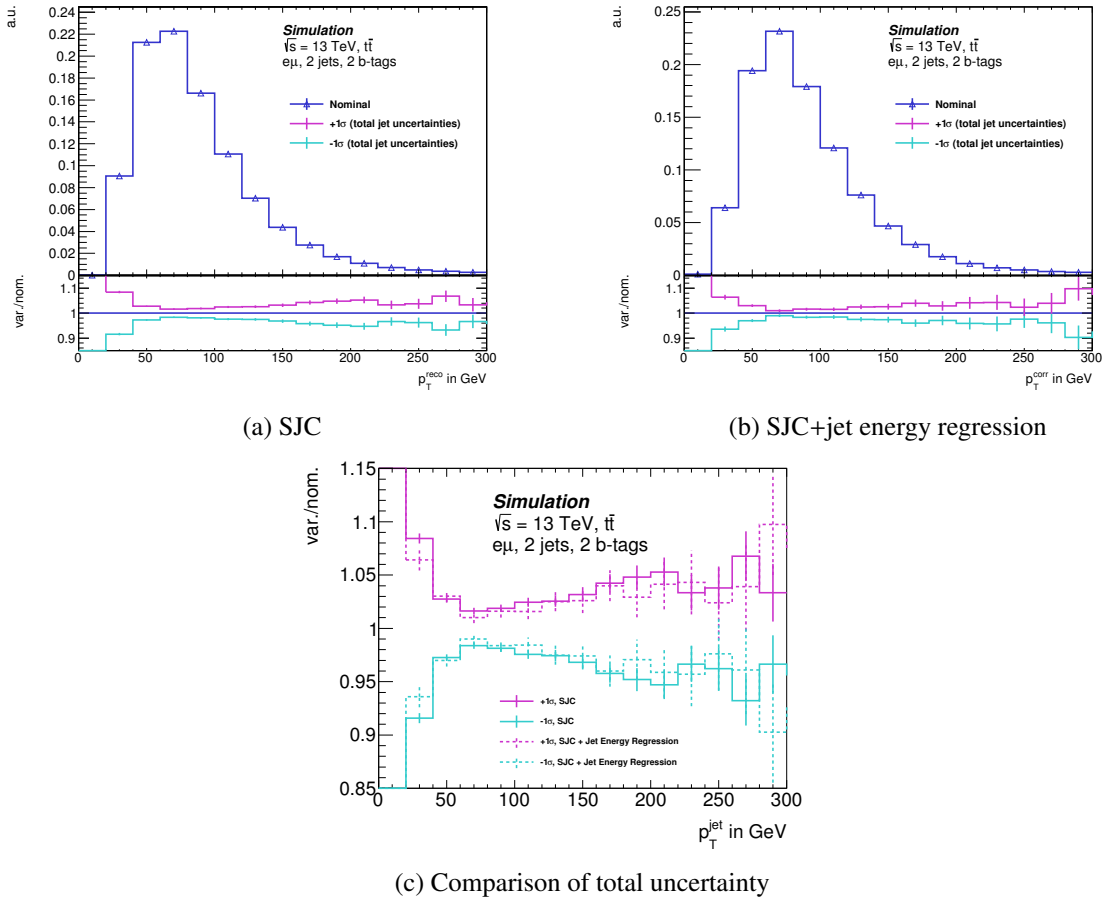 a.u.
0.24
0.22
0.2
0.18
0.16
0.14
0.12
0.1
0.08
0.06
0.04
0.02
0
Simulation
√s = 13 TeV, tt̄
eμ, 2 jets, 2 b-tags
Nominal
+1σ (total jet uncertainties)
-1σ (total jet uncertainties)
var./nom.
1.1
1
0.9
0 50 100 150 200 250 300
p_T^reco in GeV
(a) SJC
a.u.
0.25
0.2
0.15
0.1
0.05
0
Simulation
√s = 13 TeV, tt̄
eμ, 2 jets, 2 b-tags
Nominal
+1σ (total jet uncertainties)
-1σ (total jet uncertainties)
var./nom.
1.1
1
0.9
0 50 100 150 200 250 300
p_T^corr in GeV
(b) SJC+jet energy regression
var./nom.
1.15
1.1
1.05
1
0.95
0.9
0.85
Simulation
√s = 13 TeV, tt̄
eμ, 2 jets, 2 b-tags
+1σ, SJC
-1σ, SJC
+1σ, SJC + Jet Energy Regression
-1σ, SJC + Jet Energy Regression
0 50 100 150 200 250 300
p_T^jet in GeV
(c) Comparison of total uncertainty